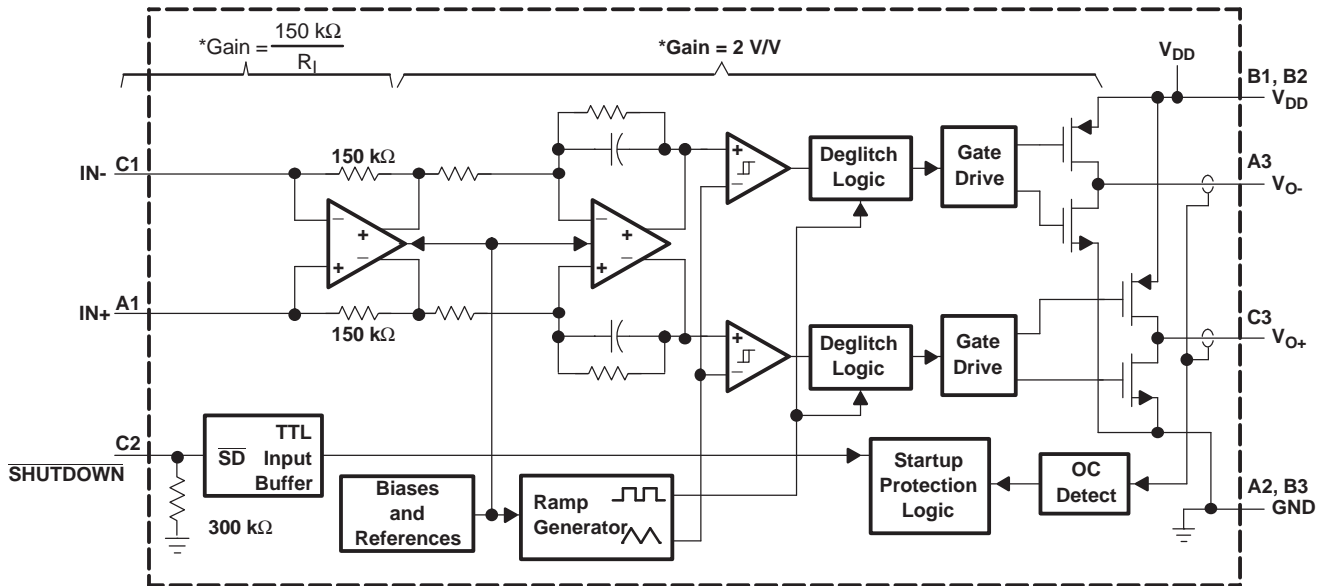 *Gain = 150 kΩ / R_I
*Gain = 2 V/V
V_DD
B1, B2
V_DD
IN- C1
150 kΩ
−
+
−
+
+
−
+
−
+
−
Deglitch
Logic
Gate
Drive
A3
V_O-
IN+ A1
150 kΩ
+
−
Deglitch
Logic
Gate
Drive
C3
V_O+
C2
SHUTDOWN
SD
TTL
Input
Buffer
300 kΩ
Biases
and
References
Ramp
Generator
Startup
Protection
Logic
OC
Detect
A2, B3
GND